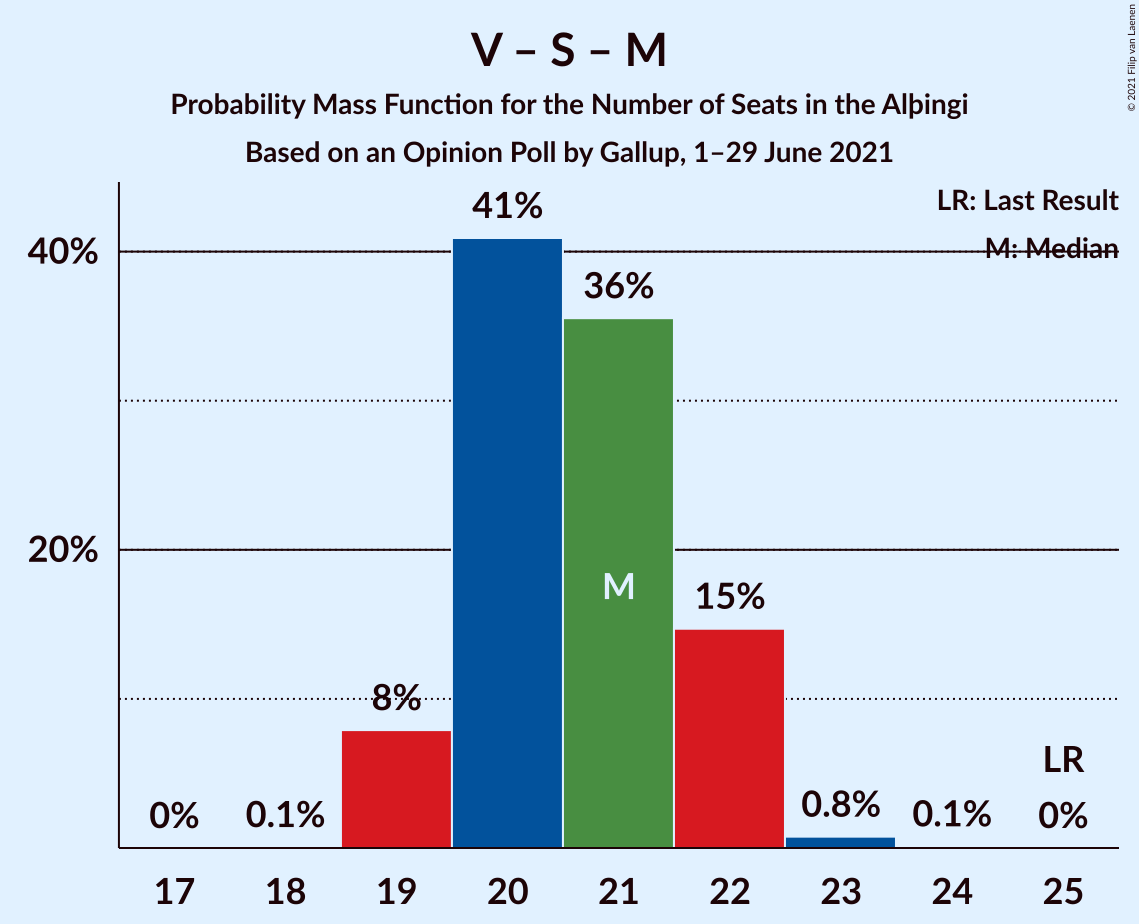 V – S – M
Probability Mass Function for the Number of Seats in the Alþingi
Based on an Opinion Poll by Gallup, 1–29 June 2021
© 2021 Filip van Laenen
LR: Last Result
M: Median
40%
20%
0%
0.1%
8%
41%
36%
M
15%
0.8%
0.1%
LR
0%
17 18 19 20 21 22 23 24 25